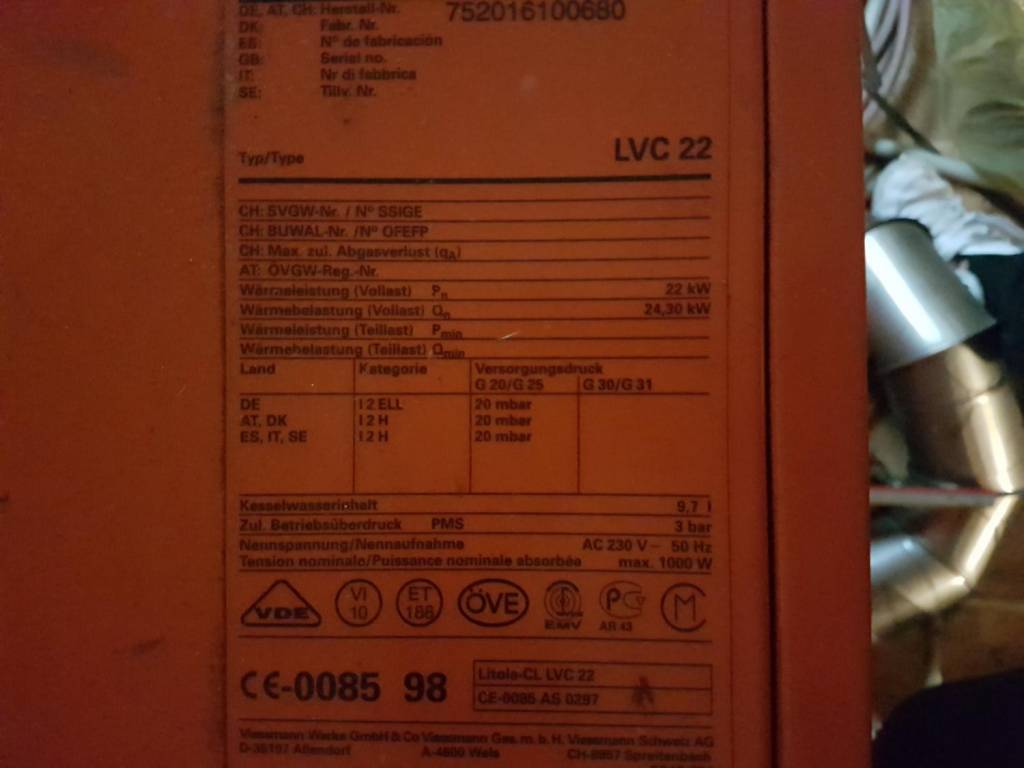 DE, AT, CH: Herstell-Nr. 752016100680
DK: Fabr. Nr.
ES: Nº de fabricación
GB: Serial no.
IT: Nr di fabbrica
SE: Tillv. Nr.
Typ/Type LVC 22
CH: SVGW-Nr. / Nº SSIGE
CH: BUWAL-Nr. /Nº OFEFP
CH: Max. zul. Abgasverlust (qA)
AT: ÖVGW-Reg.-Nr.
Wärmeleistung (Vollast) Pn 22 kW
Wärmebelastung (Vollast) Qn 24,30 kW
Wärmeleistung (Teillast) Pmin
Wärmebelastung (Teillast) Qmin
Land Kategorie Versorgungsdruck
G 20/G 25 G 30/G 31
DE I 2 ELL 20 mbar
AT, DK I 2 H 20 mbar
ES, IT, SE I 2 H 20 mbar
Kesselwasserinhalt 9,7 l
Zul. Betriebsüberdruck PMS 3 bar
Nennspannung/Nennaufnahme AC 230 V~ 50 Hz
Tension nominale/Puissance nominale absorbée max. 1000 W
VDE VI 10 ET 186 ÖVE EMV PG AR 43 M
CE-0085 98 Litola-CL LVC 22
CE-0085 AS 0297
Viessmann Werke GmbH & Co Viessmann Ges. m. b. H. Viessmann Schweiz AG
D-35107 Allendorf A-4600 Wels CH-8957 Spreitenbach